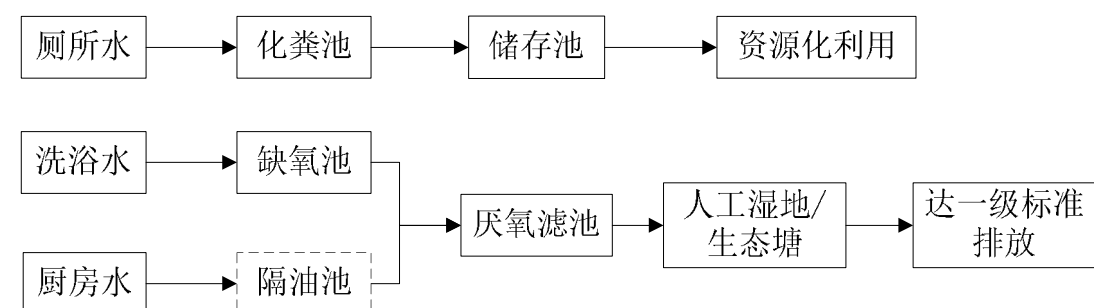 厕所水
化粪池
储存池
资源化利用
洗浴水
缺氧池
厌氧滤池
人工湿地/
生态塘
达一级标准
排放
厨房水
隔油池